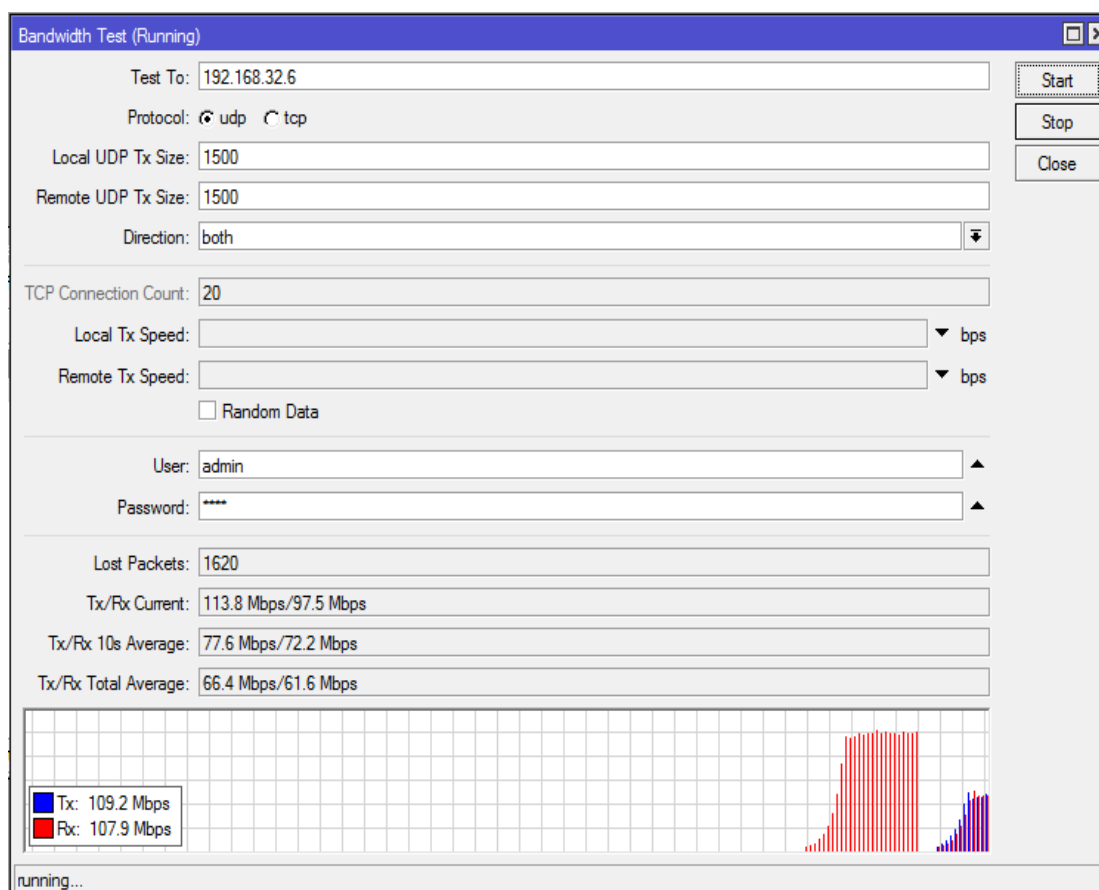 Bandwidth Test (Running)
Test To: 192.168.32.6
Start
Protocol: udp tcp
Stop
Local UDP Tx Size: 1500
Close
Remote UDP Tx Size: 1500
Direction: both
TCP Connection Count: 20
Local Tx Speed: bps
Remote Tx Speed: bps
Random Data
User: admin
Password: ****
Lost Packets: 1620
Tx/Rx Current: 113.8 Mbps/97.5 Mbps
Tx/Rx 10s Average: 77.6 Mbps/72.2 Mbps
Tx/Rx Total Average: 66.4 Mbps/61.6 Mbps
Tx: 109.2 Mbps
Rx: 107.9 Mbps
running...